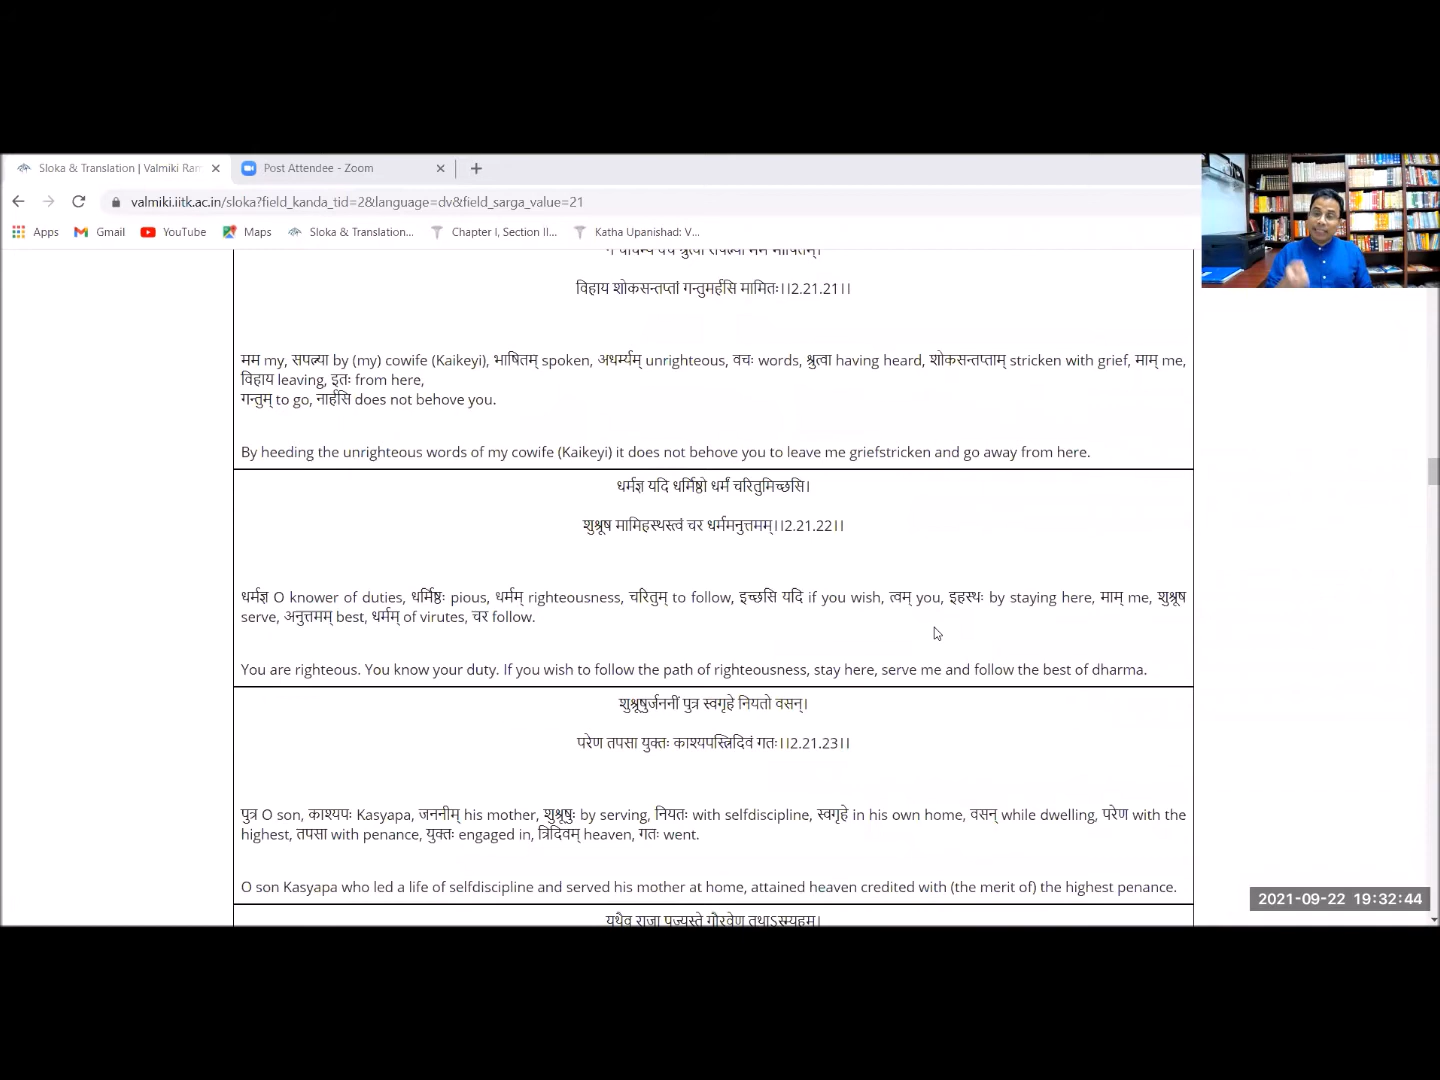 Sloka & Translation | Valmiki Ram
Post Attendee - Zoom
valmiki.iitk.ac.in/sloka?field_kanda_tid=2&language=dv&field_sarga_value=21
Apps Gmail YouTube Maps Sloka & Translation... Chapter I, Section II... Katha Upanishad: V...
विहाय शोकसन्तप्तां गन्तुमर्हसि मामितः।।2.21.21।।
मम my, सपत्न्या by (my) cowife (Kaikeyi), भाषितम् spoken, अधर्म्यम् unrighteous, वचः words, श्रुत्वा having heard, शोकसन्तप्ताम् stricken with grief, माम् me,
विहाय leaving, इतः from here,
गन्तुम् to go, नार्हसि does not behove you.
By heeding the unrighteous words of my cowife (Kaikeyi) it does not behove you to leave me griefstricken and go away from here.
धर्मज्ञ यदि धर्मिष्ठो धर्मं चरितुमिच्छसि।
शुश्रूष मामिहस्थस्त्वं चर धर्ममनुत्तमम्।।2.21.22।।
धर्मज्ञ O knower of duties, धर्मिष्ठः pious, धर्मम् righteousness, चरितुम् to follow, इच्छसि यदि if you wish, त्वम् you, इहस्थः by staying here, माम् me, शुश्रूष
serve, अनुत्तमम् best, धर्मम् of virutes, चर follow.
You are righteous. You know your duty. If you wish to follow the path of righteousness, stay here, serve me and follow the best of dharma.
शुश्रूषुर्जननीं पुत्र स्वगृहे नियतो वसन्।
परेण तपसा युक्तः काश्यपस्त्रिदिवं गतः।।2.21.23।।
पुत्र O son, काश्यपः Kasyapa, जननीम् his mother, शुश्रूषुः by serving, नियतः with selfdiscipline, स्वगृहे in his own home, वसन् while dwelling, परेण with the
highest, तपसा with penance, युक्तः engaged in, त्रिदिवम् heaven, गतः went.
O son Kasyapa who led a life of selfdiscipline and served his mother at home, attained heaven credited with (the merit of) the highest penance.
यथैव राजा पूज्यस्ते गौरवेण तथाऽस्म्यहम्।
2021-09-22 19:32:44